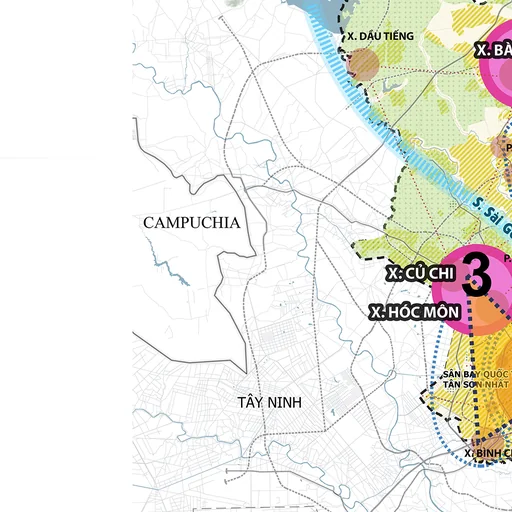 X. DẦU TIẾNG
X. BÀ
P
S. Sài G
CAMPUCHIA
P.
X. CỦ CHI
3
X. HÓC MÔN
SÂN BAY QUỐC
TÂN SƠN NHẤT
TÂY NINH
X. BÌNH C